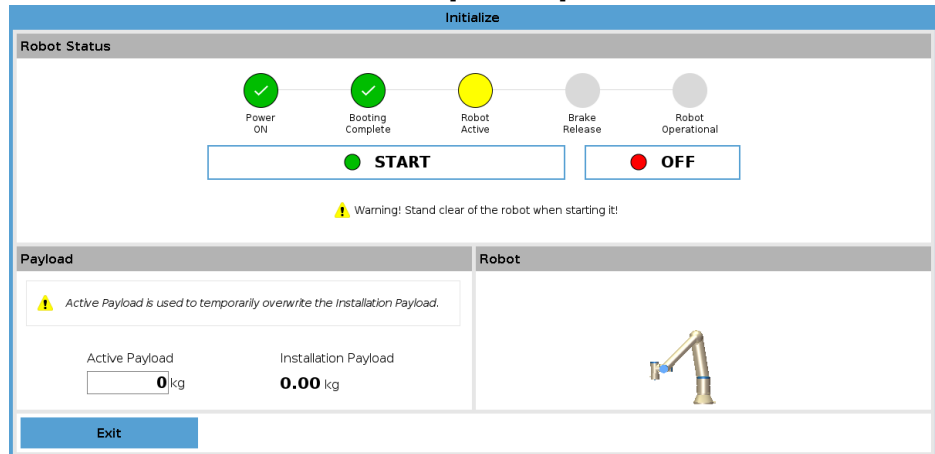 Initialize
Robot Status
Power
ON
Booting
Complete
Robot
Active
Brake
Release
Robot
Operational
START
OFF
Warning! Stand clear of the robot when starting it!
Payload
Robot
Active Payload is used to temporarily overwrite the Installation Payload.
Active Payload
Installation Payload
0 kg
0.00 kg
Exit